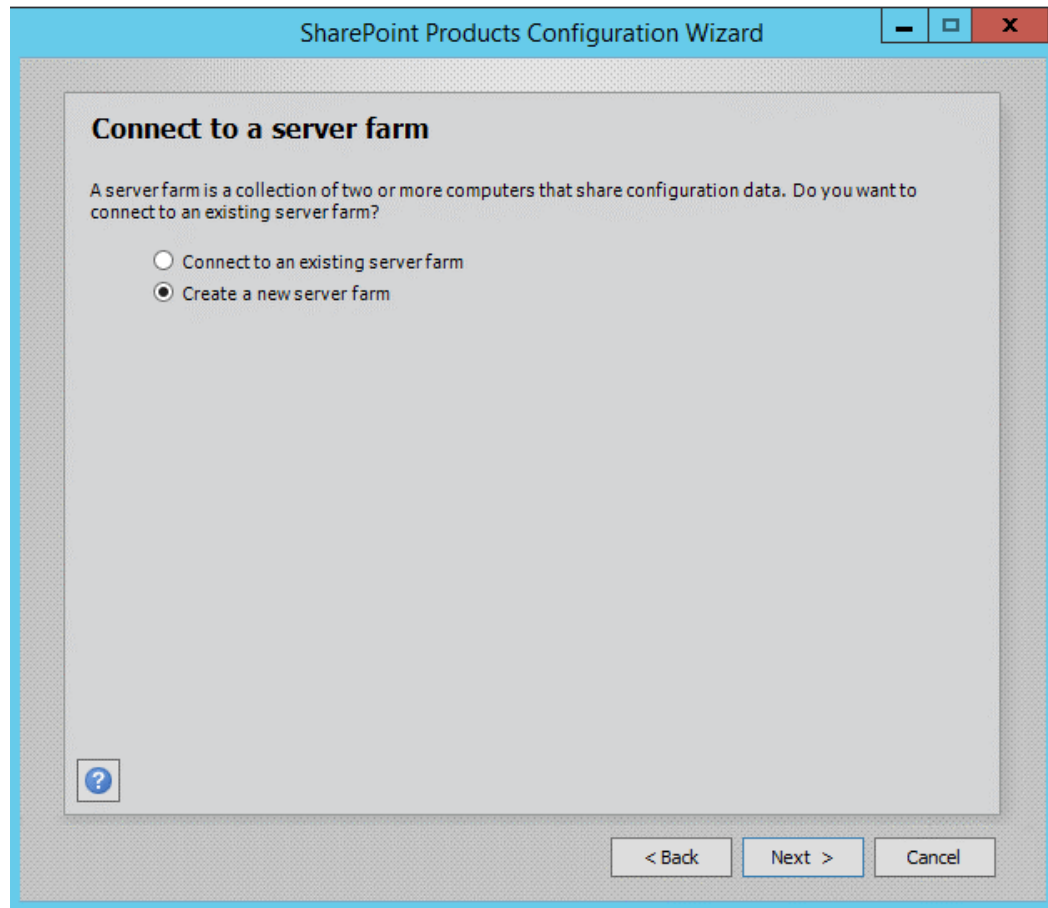 SharePoint Products Configuration Wizard
Connect to a server farm
A server farm is a collection of two or more computers that share configuration data. Do you want to
connect to an existing server farm?
Connect to an existing server farm
Create a new server farm
?
< Back
Next >
Cancel